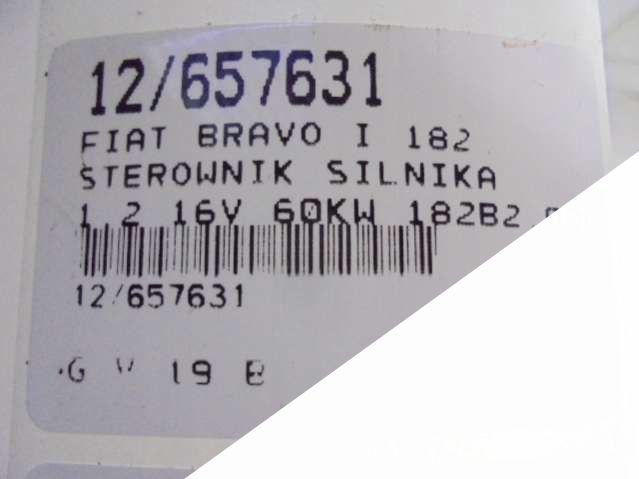 12/657631
FIAT BRAVO I 182
STEROWNIK SILNIKA
1 2 16V 60KW 182B2
12/657631
19